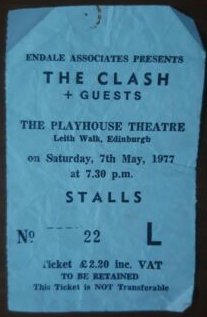 ENDALE ASSOCIATES PRESENTS
THE CLASH
+ GUESTS
THE PLAYHOUSE THEATRE
Leith Walk, Edinburgh
on Saturday, 7th May, 1977
at 7.30 p.m.
STALLS
No 22 L
Ticket £2.20 inc. VAT
TO BE RETAINED
This Ticket is NOT Transferable